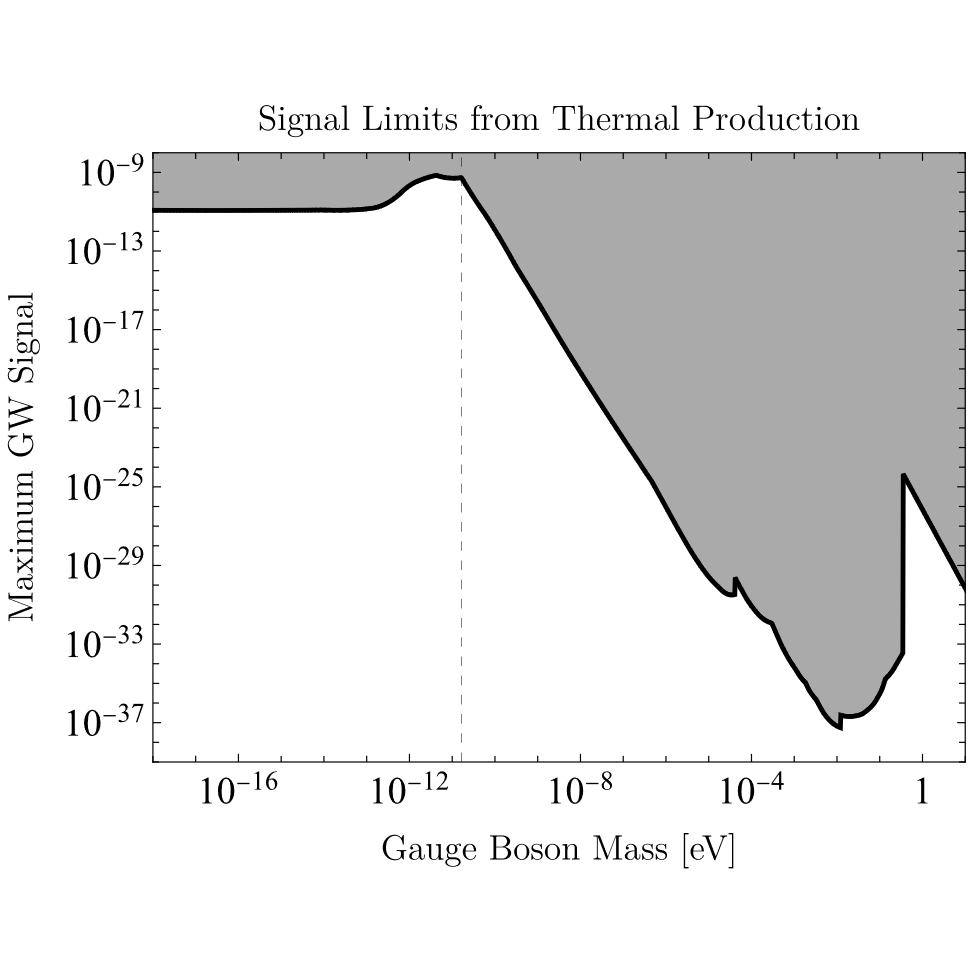 Signal Limits from Thermal Production
Maximum GW Signal
10⁻⁹
10⁻¹³
10⁻¹⁷
10⁻²¹
10⁻²⁵
10⁻²⁹
10⁻³³
10⁻³⁷
10⁻¹⁶ 10⁻¹² 10⁻⁸ 10⁻⁴ 1
Gauge Boson Mass [eV]